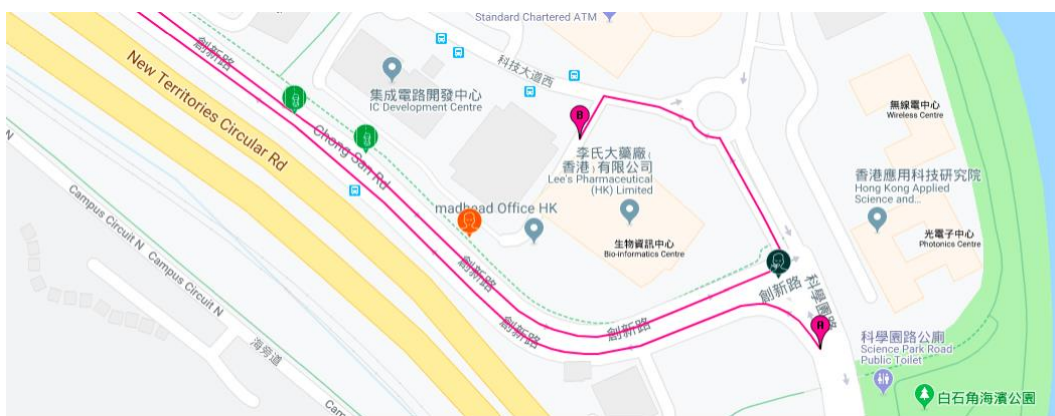 Standard Chartered ATM
創新路
科技大道西
New Territories Circular Rd
集成電路開發中心
IC Development Centre
B
無線電中心
Wireless Centre
Chong San Rd
李氏大藥廠
(香港)有限公司
Lee's Pharmaceutical
(HK) Limited
香港應用科技研究院
Hong Kong Applied
Science and...
madhead Office HK
N
Campus Circuit N
Campus Circuit N
生物資訊中心
Bio-informatics Centre
光電子中心
Photonics Centre
創新路
創新路
科學園路
創新路
創新路
A
海旁道
科學園路公廁
Science Park Road
Public Toilet
白石角海濱公園
Cam